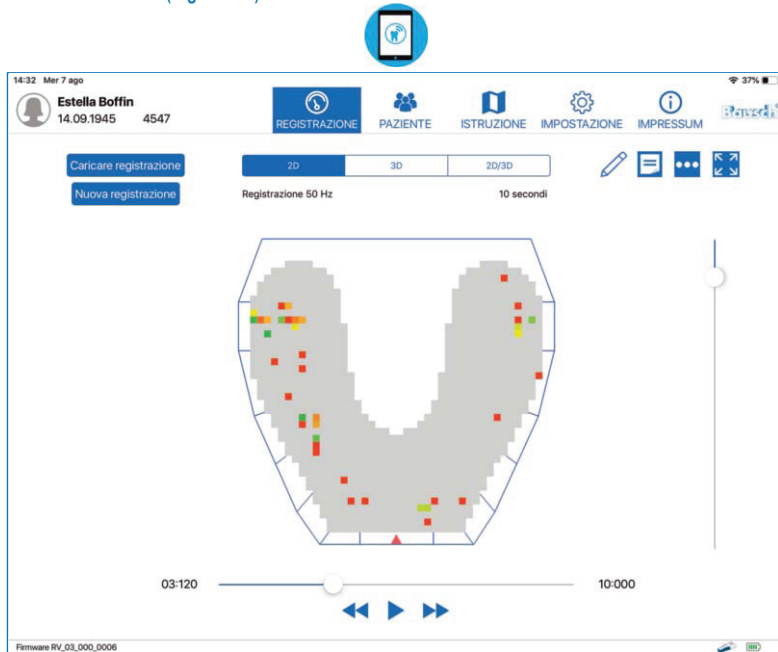 14:32 Mer 7 ago
37%
Estella Boffin
14.09.1945 4547
REGISTRAZIONE
PAZIENTE
ISTRUZIONE
IMPOSTAZIONE
IMPRESSUM
Bausch
Caricare registrazione
2D
3D
2D/3D
Nuova registrazione
Registrazione 50 Hz
10 secondi
03:120
10:000
Firmware RV_03_000_0006